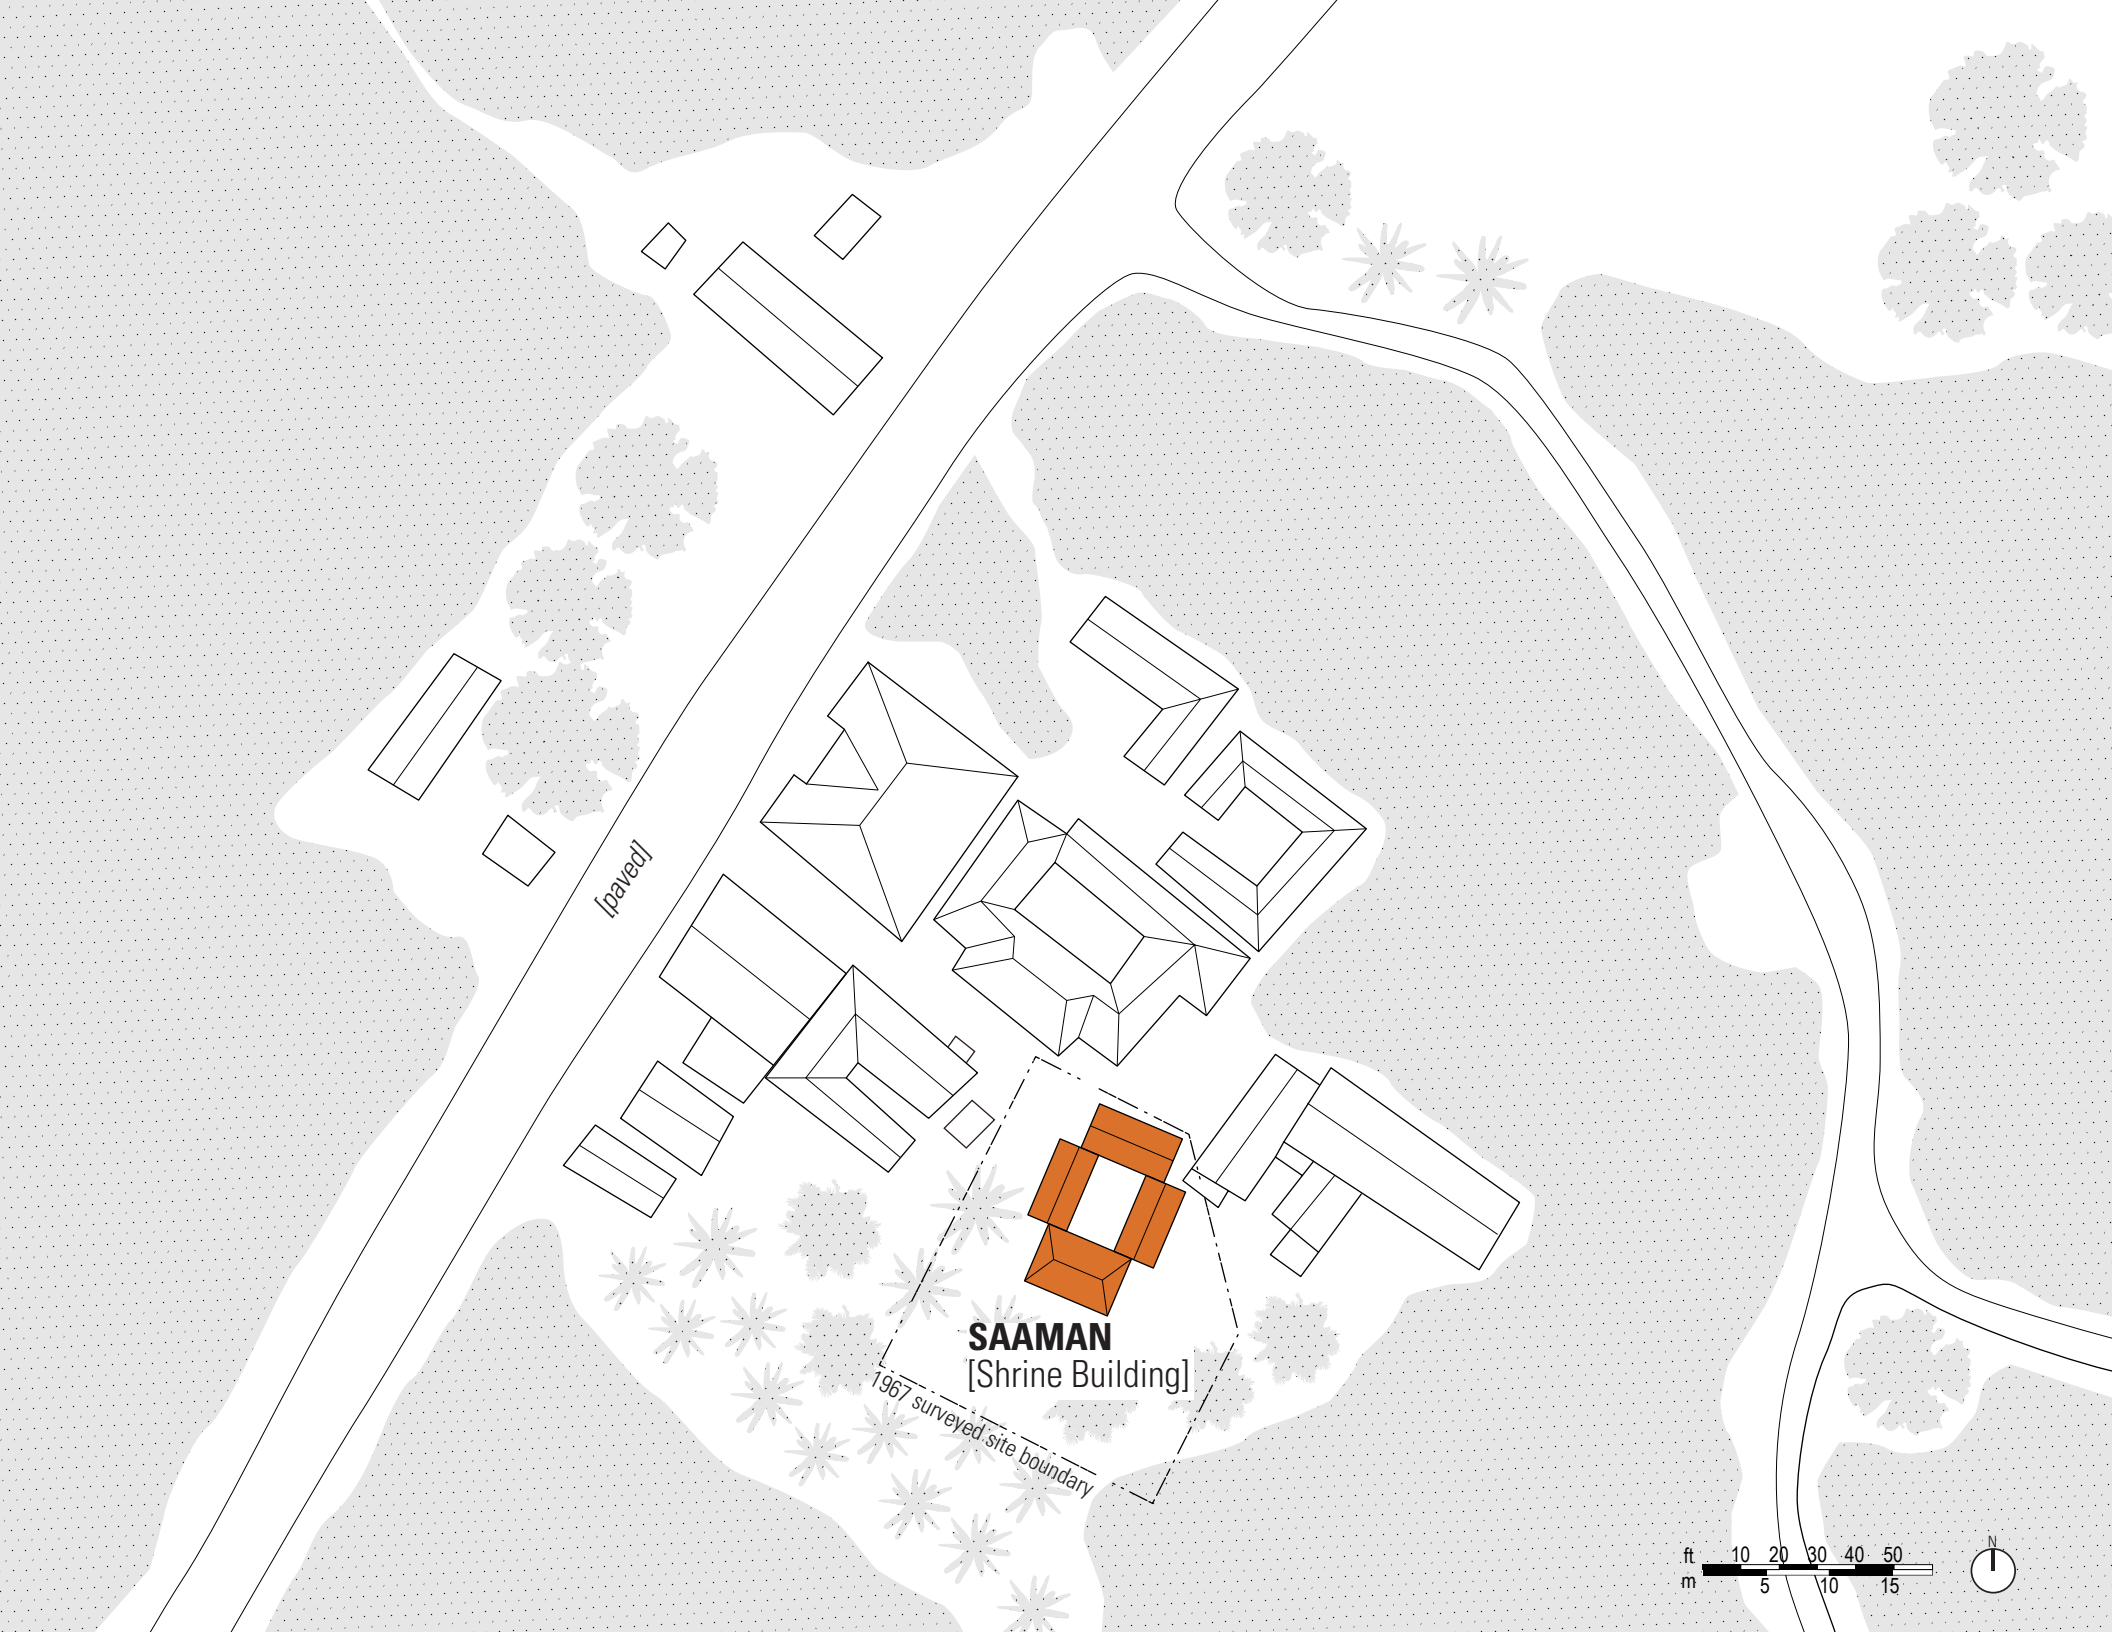 [paved]
SAAMAN
[Shrine Building]
1967 surveyed site boundary
N
ft 10 20 30 40 50
m 5 10 15